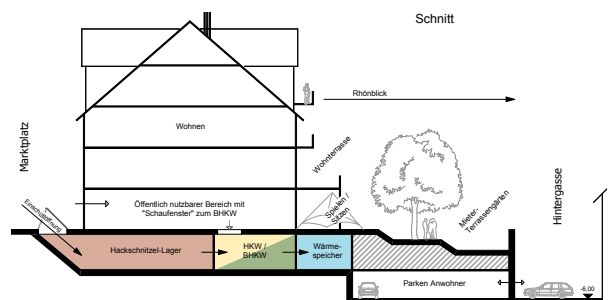 Schnitt
Rhönblick
Wohnen
Marktplatz
Wohnterrasse
Hintergasse
Öffentlich nutzbarer Bereich mit
"Schaufenster" zum BHKW
Spielen /
Sitzen
Mieter-
Terrassengärten
Einschüttöffnung
Hackschnitzel-Lager
HKW /
BHKW
Wärme-
speicher
Parken Anwohner
-6,00